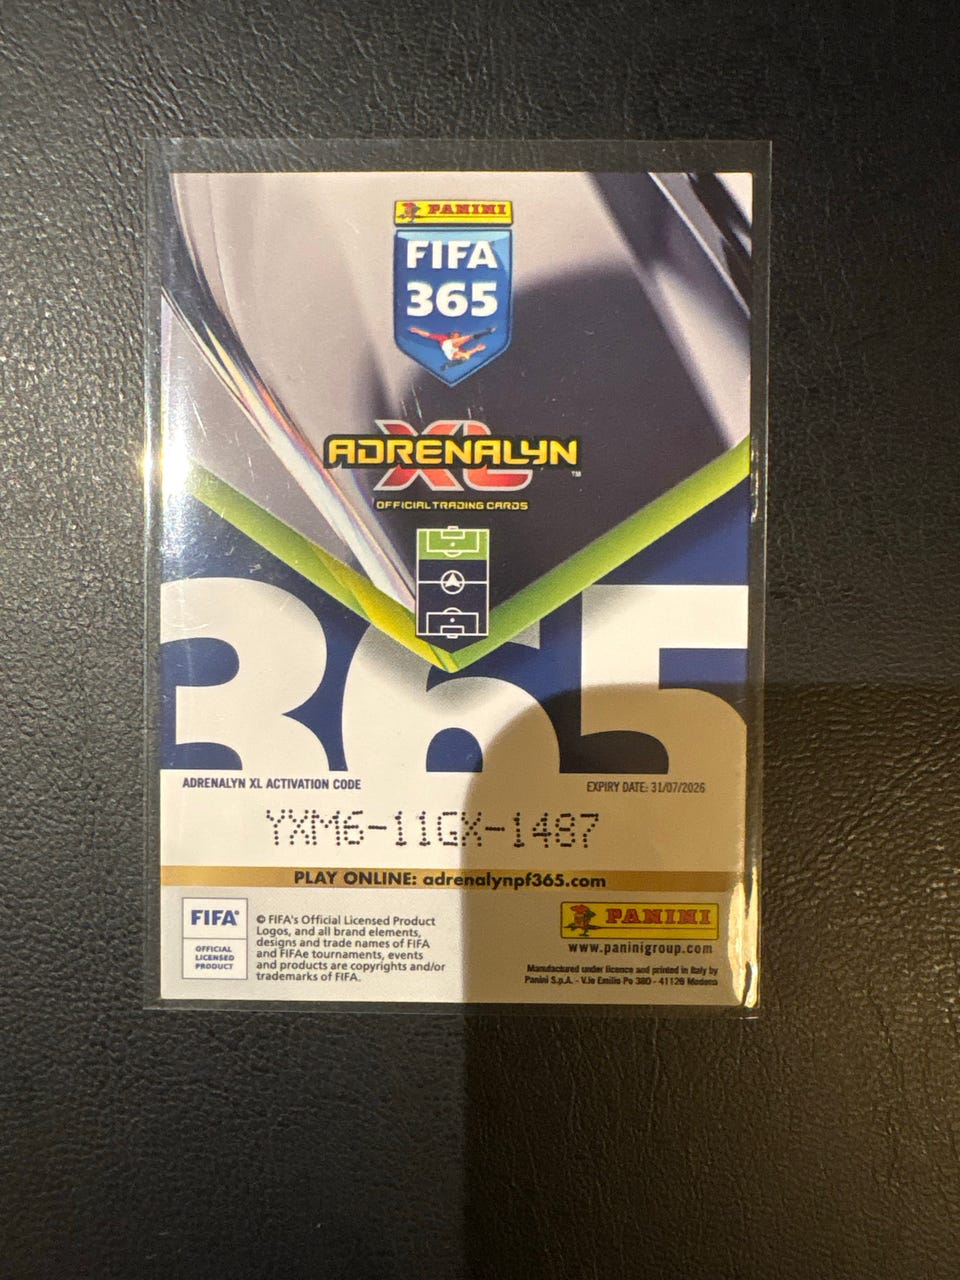 PANINI
FIFA
365
ADRENALYN
XL™
OFFICIAL TRADING CARDS
365
ADRENALYN XL ACTIVATION CODE
EXPIRY DATE: 31/07/2026
YXM6-11GX-1487
PLAY ONLINE: adrenalynpf365.com
FIFA®
OFFICIAL
LICENSED
PRODUCT
© FIFA's Official Licensed Product
Logos, and all brand elements,
designs and trade names of FIFA
and FIFAe tournaments, events
and products are copyrights and/or
trademarks of FIFA.
PANINI
www.paninigroup.com
Manufactured under licence and printed in Italy by
Panini S.p.A. - V.le Emilio Po 380 - 41126 Modena